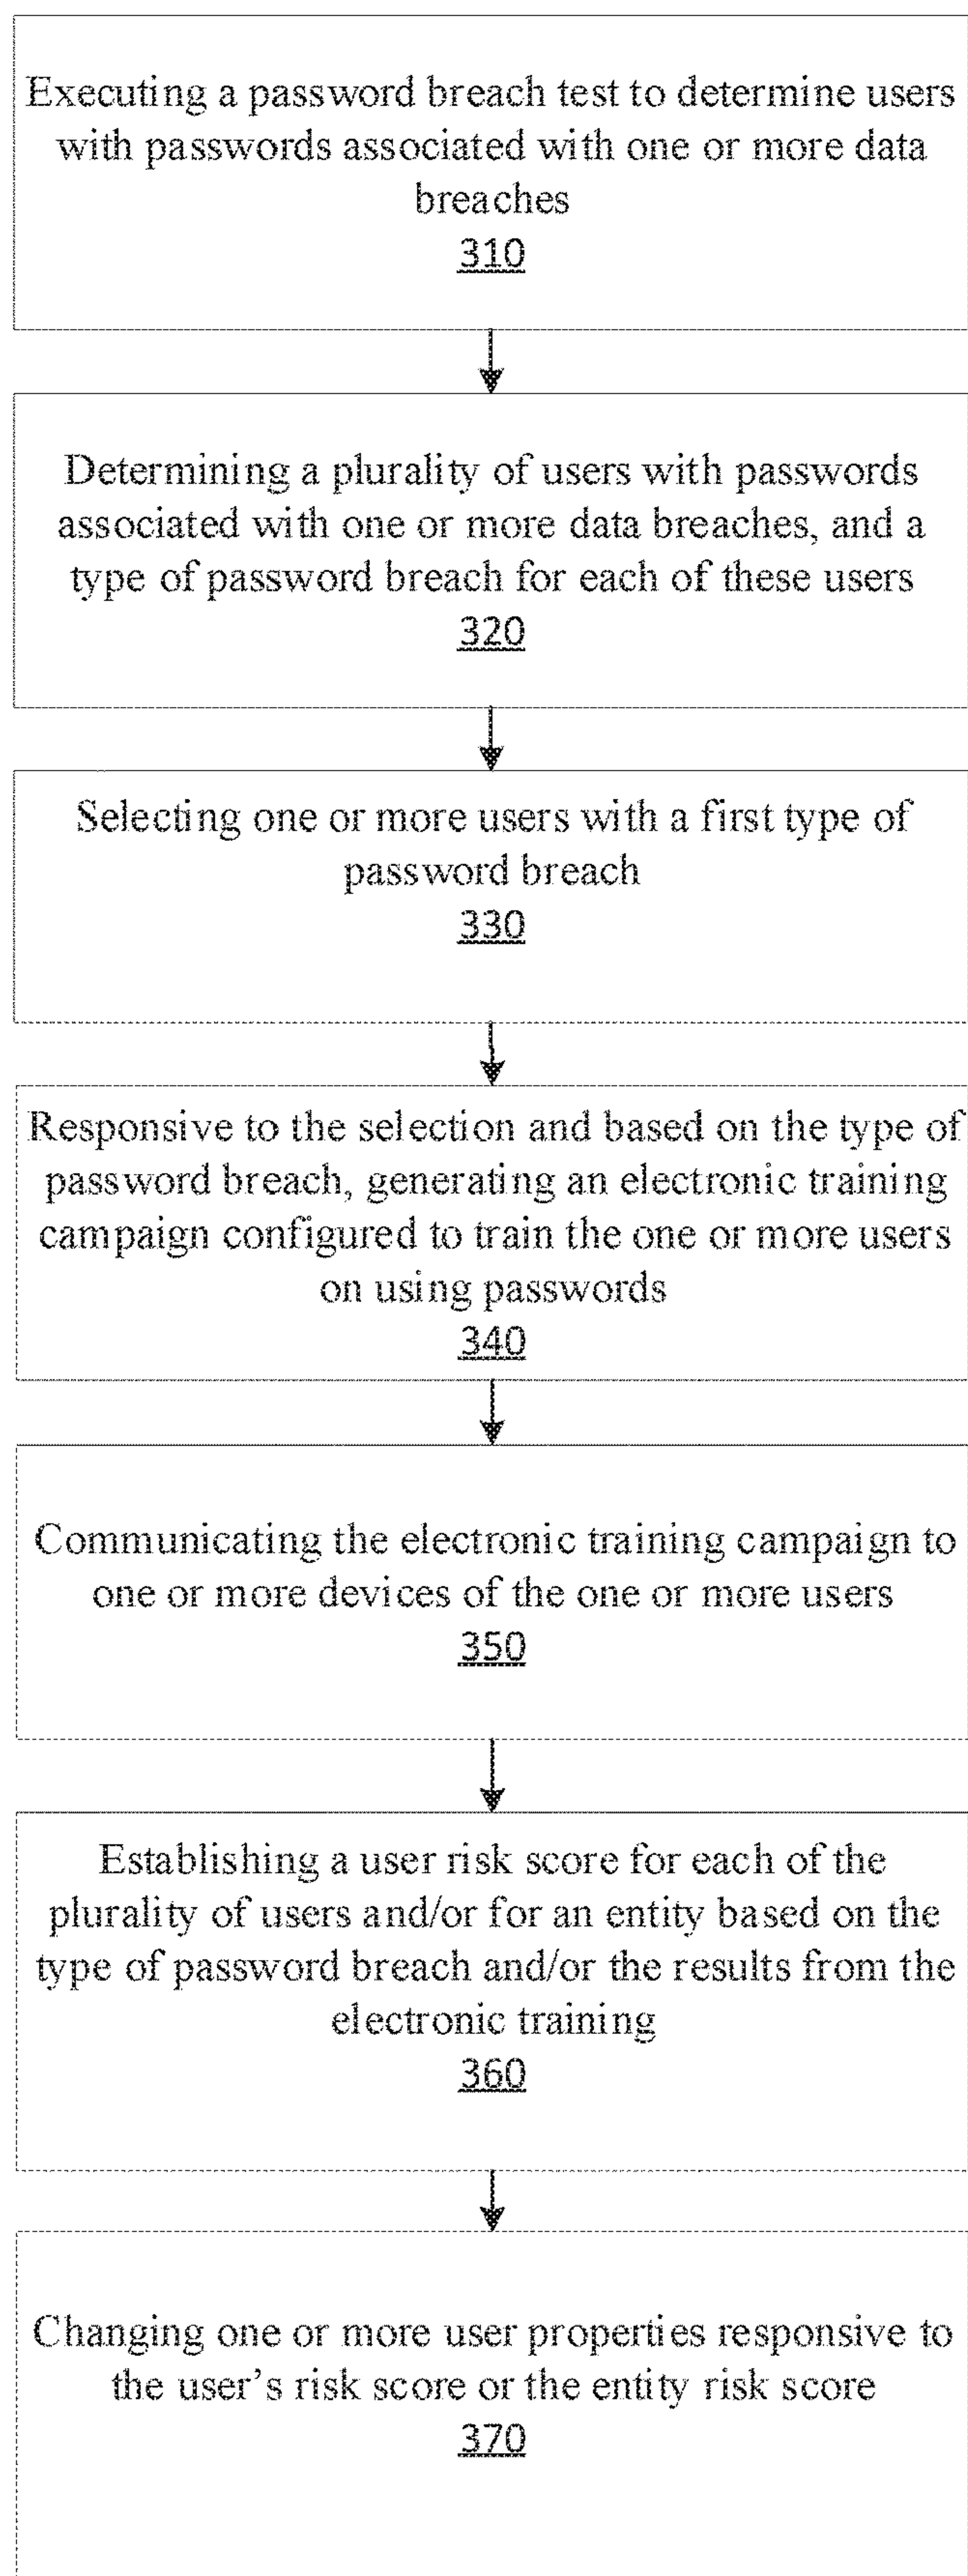 Executing a password breach test to determine users
with passwords associated with one or more data
breaches
310
Determining a plurality of users with passwords
associated with one or more data breaches, and a
type of password breach for each of these users
320
Selecting one or more users with a first type of
password breach
330
Responsive to the selection and based on the type of
password breach, generating an electronic training
campaign configured to train the one or more users
on using passwords
340
Communicating the electronic training campaign to
one or more devices of the one or more users
350
Establishing a user risk score for each of the
plurality of users and/or for an entity based on the
type of password breach and/or the results from the
electronic training
360
Changing one or more user properties responsive to
the user's risk score or the entity risk score
370